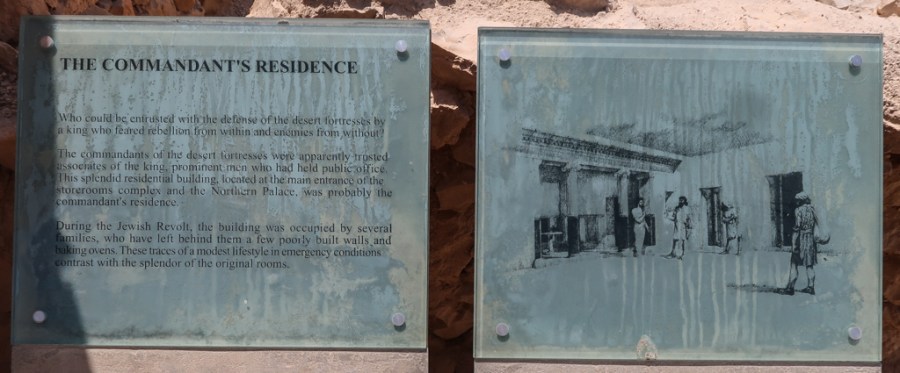 THE COMMANDANT'S RESIDENCE
Who could be entrusted with the defense of the desert fortresses by
a king who feared rebellion from within and enemies from without?
The commandants of the desert fortresses were apparently trusted
associates of the king, prominent men who had held public office.
This splendid residential building, located at the main entrance of the
storerooms complex and the Northern Palace, was probably the
commandant's residence.
During the Jewish Revolt, the building was occupied by several
families, who have left behind them a few poorly built walls and
baking ovens. These traces of a modest lifestyle in emergency conditions
contrast with the splendor of the original rooms.